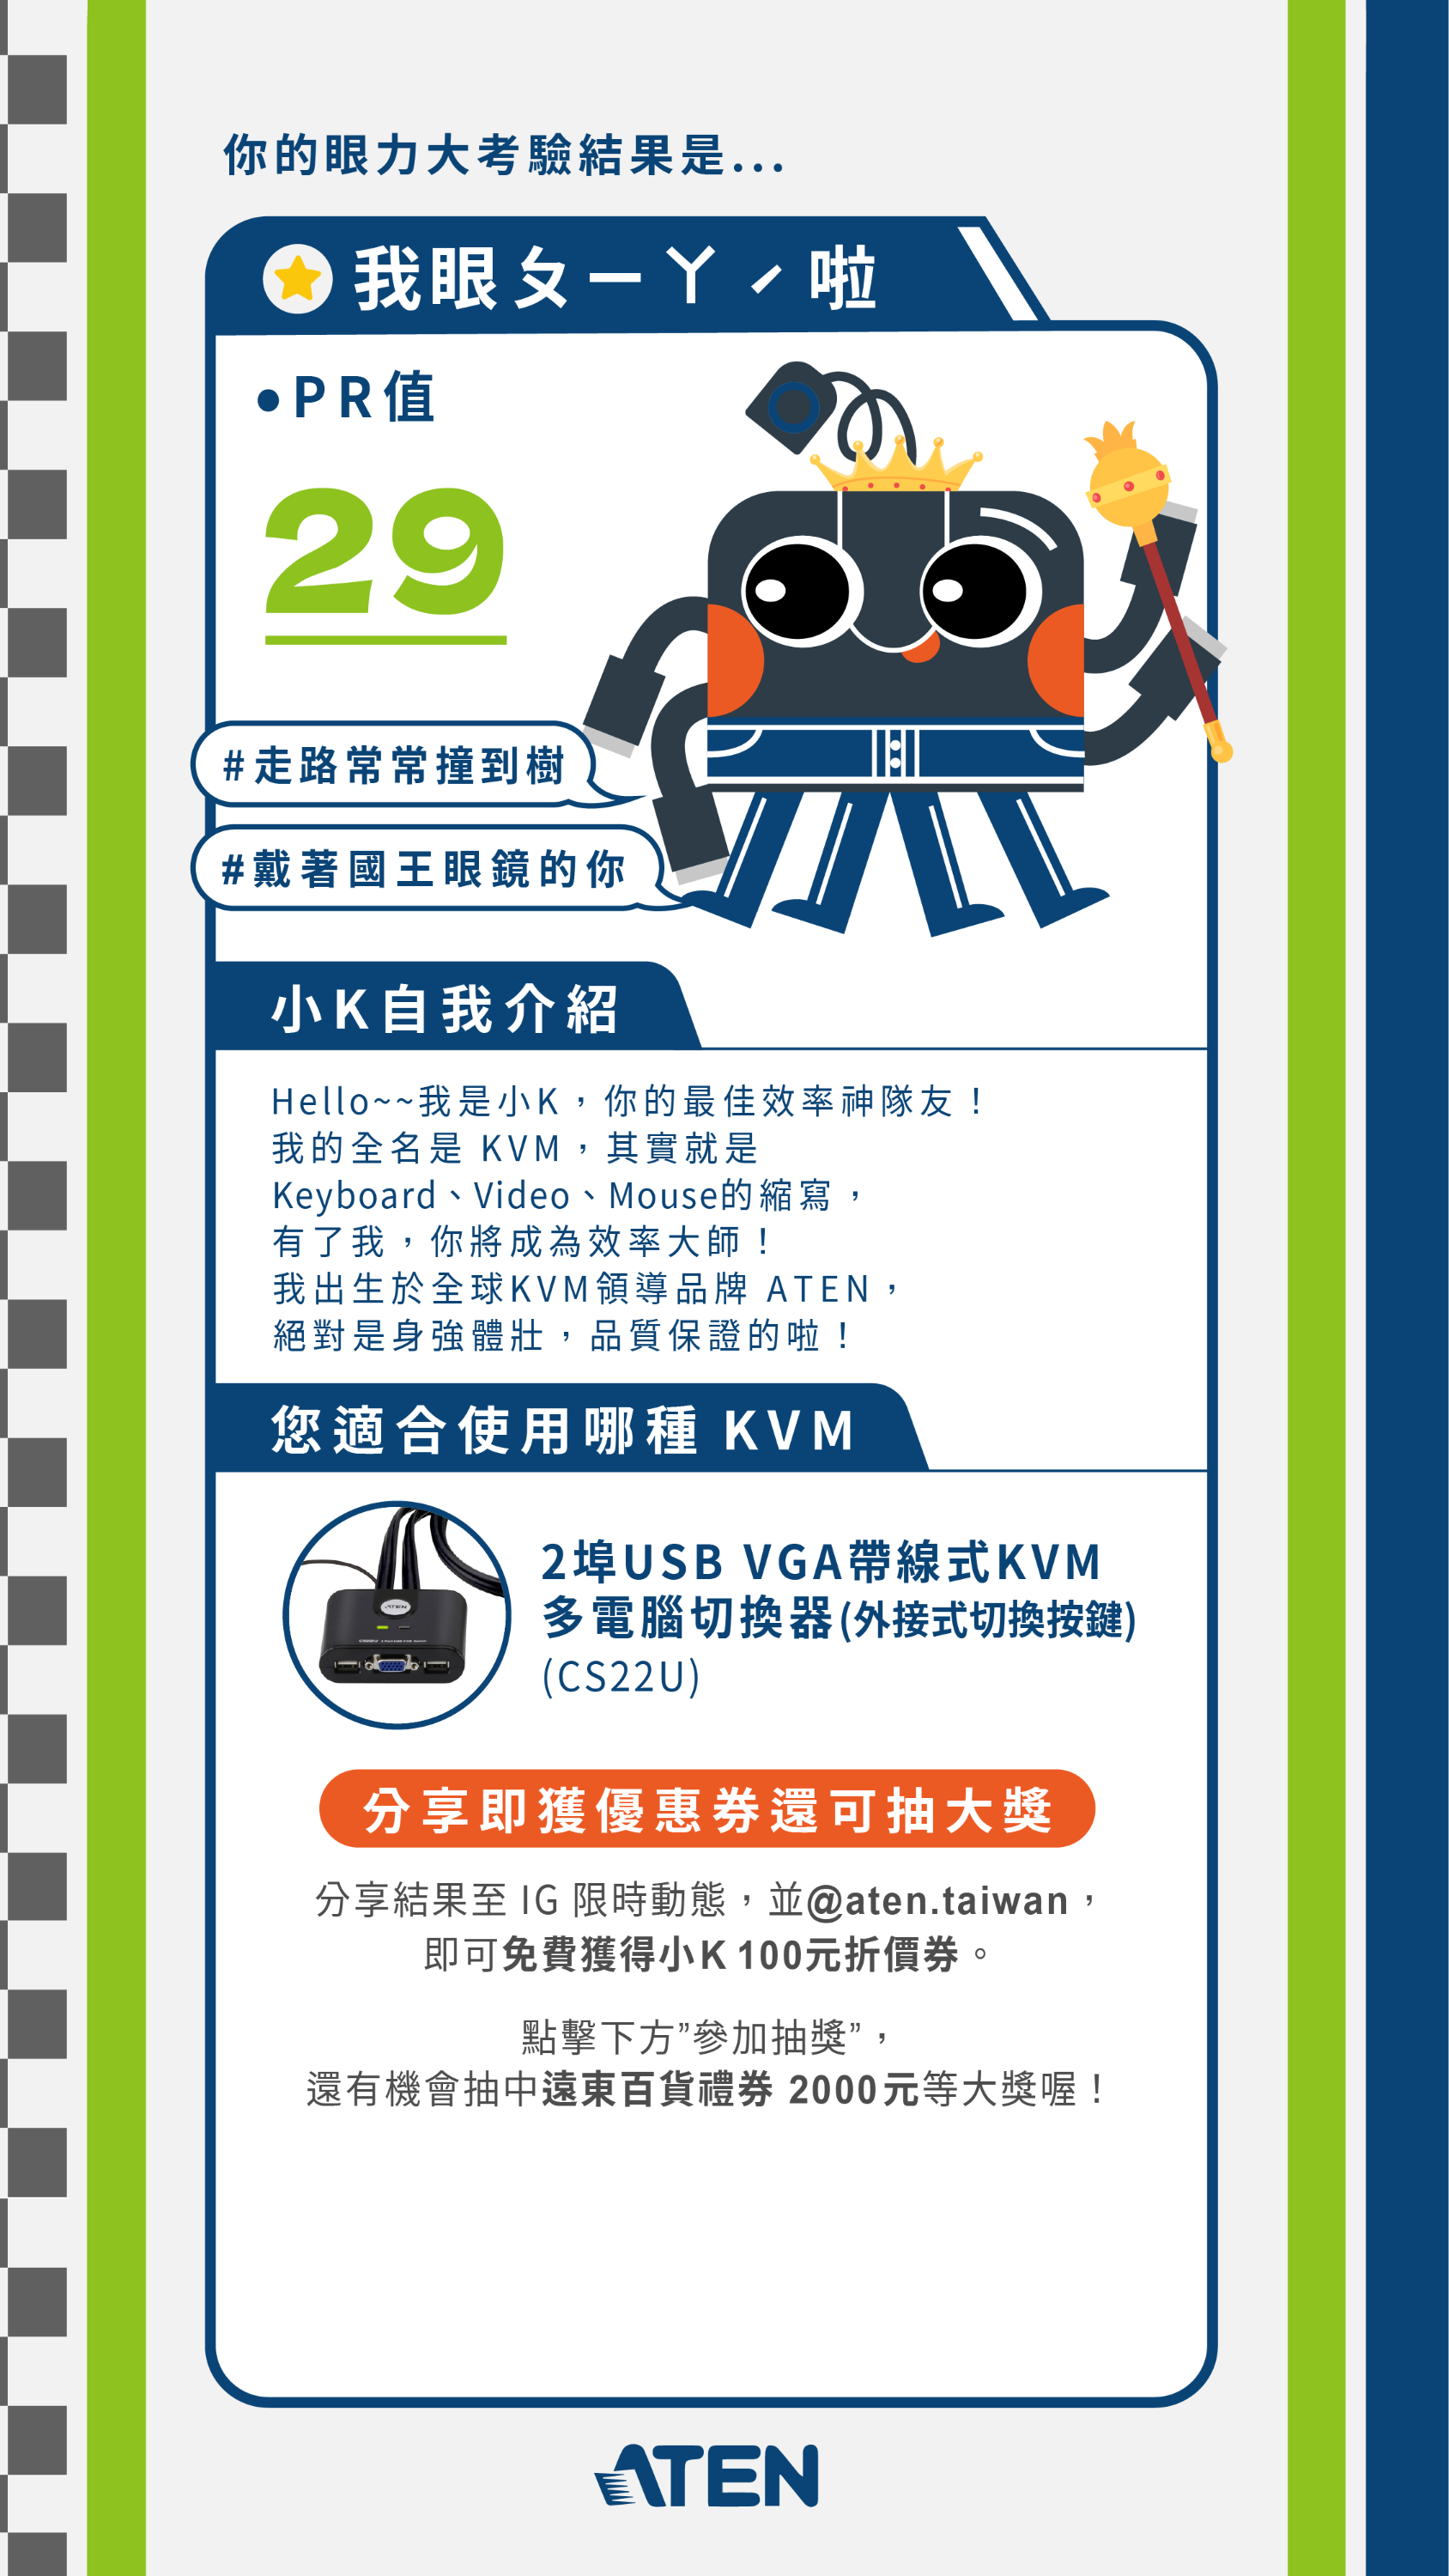 你的眼力大考驗結果是...
我眼ㄆㄧㄚˊ啦
•PR值
29
#走路常常撞到樹
#戴著國王眼鏡的你
小K自我介紹
Hello~~我是小K，你的最佳效率神隊友！
我的全名是 KVM，其實就是
Keyboard、Video、Mouse的縮寫，
有了我，你將成為效率大師！
我出生於全球KVM領導品牌 ATEN，
絕對是身強體壯，品質保證的啦！
您適合使用哪種 KVM
ATEN
2埠USB VGA帶線式KVM
多電腦切換器(外接式切換按鍵)
(CS22U)
分享即獲優惠券還可抽大獎
分享結果至 IG 限時動態，並@aten.taiwan，
即可免費獲得小K 100元折價券。
點擊下方”參加抽獎”，
還有機會抽中遠東百貨禮券 2000元等大獎喔！
ATEN